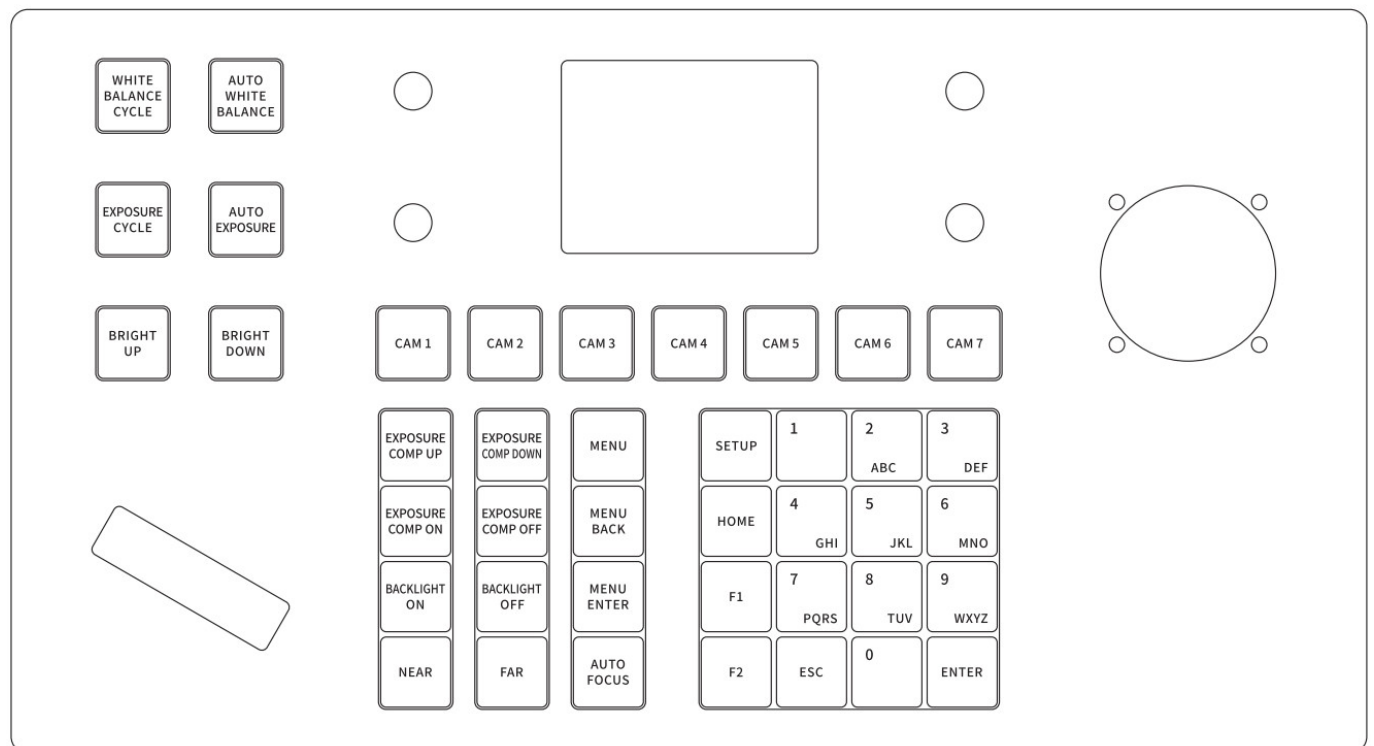 WHITE
BALANCE
CYCLE
AUTO
WHITE
BALANCE
EXPOSURE
CYCLE
AUTO
EXPOSURE
BRIGHT
UP
BRIGHT
DOWN
CAM 1
CAM 2
CAM 3
CAM 4
CAM 5
CAM 6
CAM 7
EXPOSURE
COMP UP
EXPOSURE
COMP DOWN
MENU
EXPOSURE
COMP ON
EXPOSURE
COMP OFF
MENU
BACK
BACKLIGHT
ON
BACKLIGHT
OFF
MENU
ENTER
NEAR
FAR
AUTO
FOCUS
SETUP
1
2
ABC
3
DEF
HOME
4
GHI
5
JKL
6
MNO
F1
7
PQRS
8
TUV
9
WXYZ
F2
ESC
0
ENTER